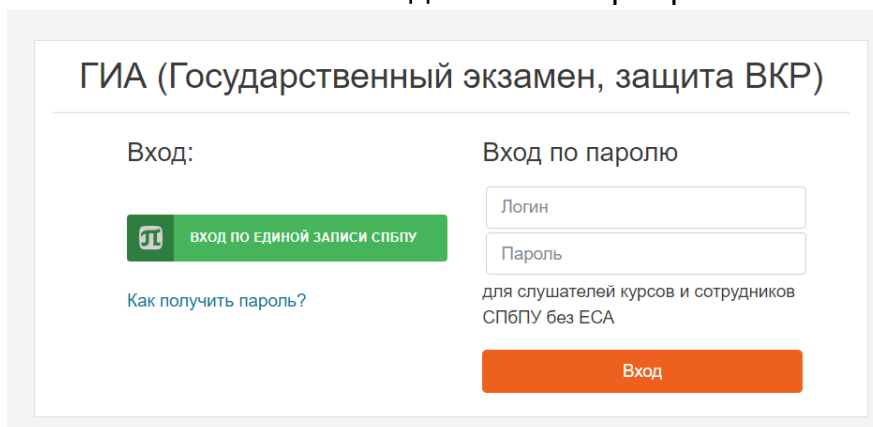 ГИА (Государственный экзамен, защита ВКР)
Вход:
ВХОД ПО ЕДИНОЙ ЗАПИСИ СПБПУ
Как получить пароль?
Вход по паролю
Логин
Пароль
для слушателей курсов и сотрудников
СПбПУ без ЕСА
Вход